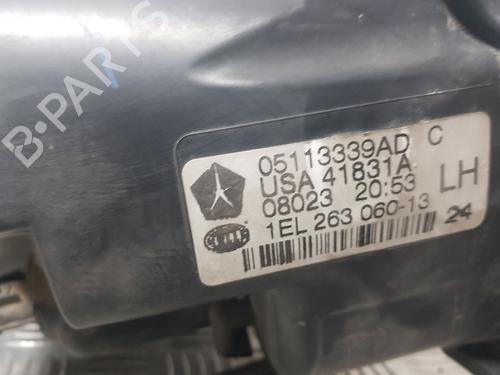 B-PARTS
05113339AD C
USA 41831A
08023 20:53 LH
1EL 263 060-13 24